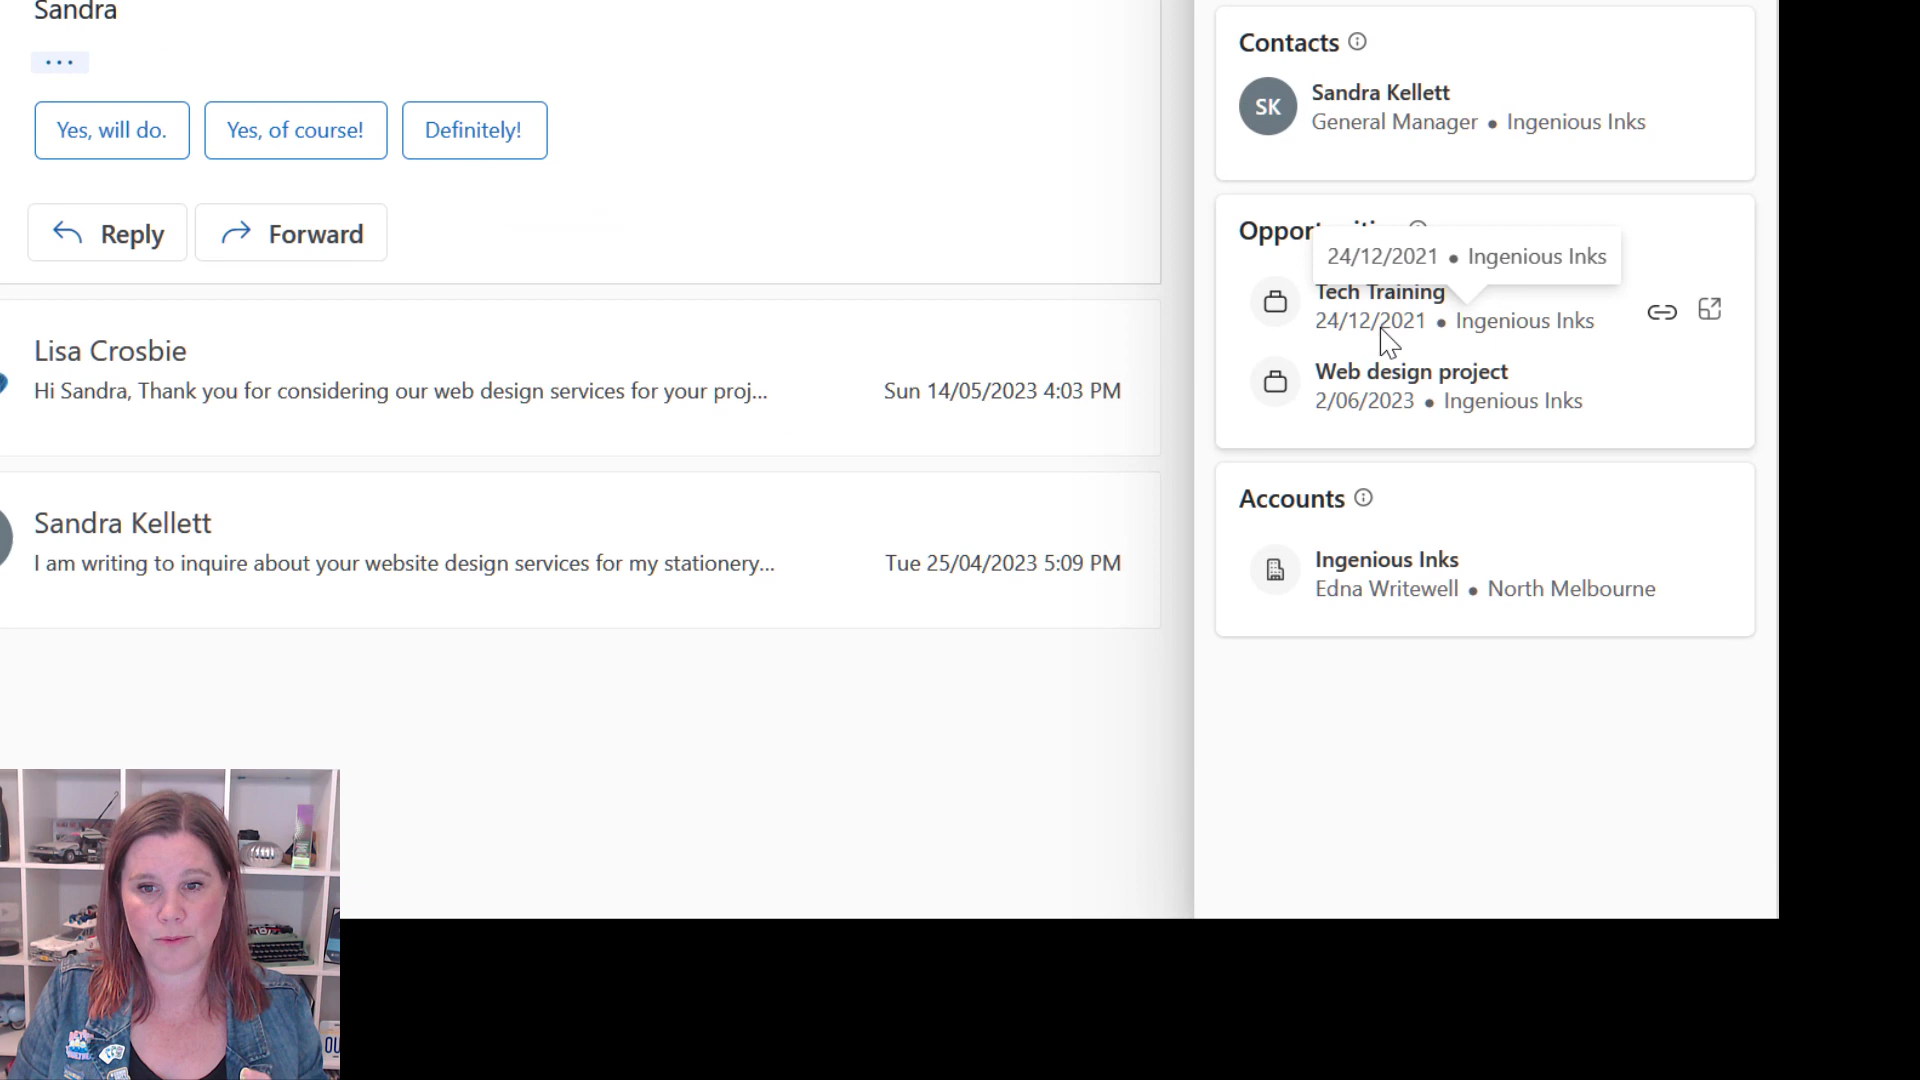 Sandra
...
Yes, will do.
Yes, of course!
Definitely!
Reply
Forward
Lisa Crosbie
Hi Sandra, Thank you for considering our web design services for your proj...
Sun 14/05/2023 4:03 PM
Sandra Kellett
I am writing to inquire about your website design services for my stationery...
Tue 25/04/2023 5:09 PM
Contacts
SK
Sandra Kellett
General Manager • Ingenious Inks
24/12/2021 • Ingenious Inks
Tech Training
24/12/2021 • Ingenious Inks
Web design project
2/06/2023 • Ingenious Inks
Accounts
Ingenious Inks
Edna Writewell • North Melbourne